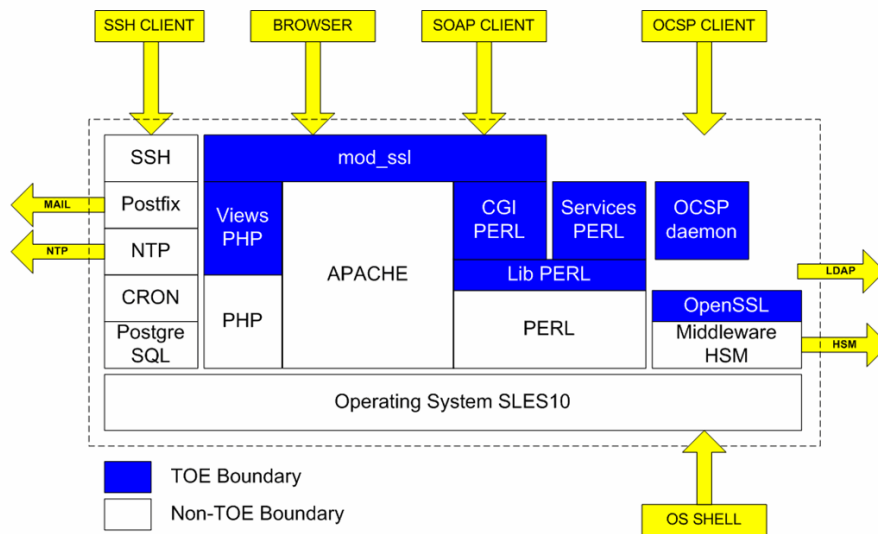 SSH CLIENT
BROWSER
SOAP CLIENT
OCSP CLIENT
SSH
mod_ssl
MAIL
Postfix
Views
PHP
CGI
PERL
Services
PERL
OCSP
daemon
NTP
NTP
APACHE
Lib PERL
LDAP
CRON
PHP
PERL
OpenSSL
Postgre
SQL
Middleware
HSM
HSM
Operating System SLES10
TOE Boundary
Non-TOE Boundary
OS SHELL